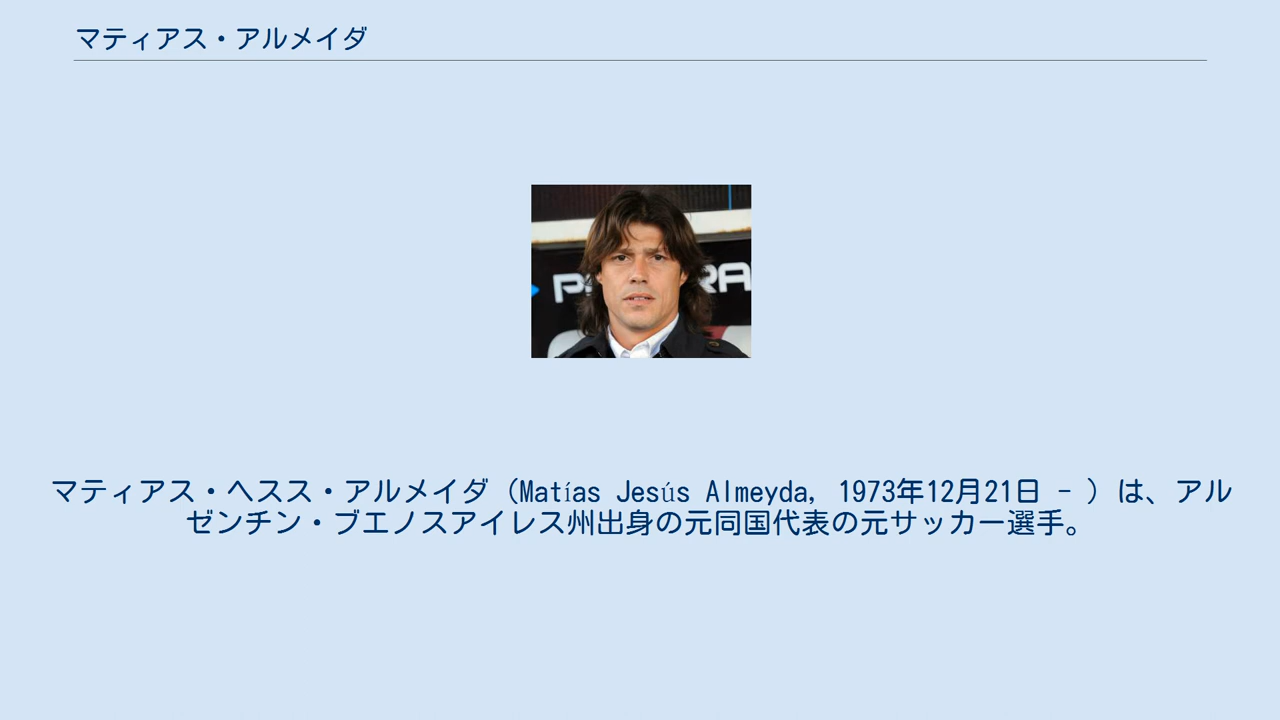 マティアス・アルメイダ
マティアス・ヘスス・アルメイダ（Matías Jesús Almeyda, 1973年12月21日 - ）は、アル
ゼンチン・ブエノスアイレス州出身の元同国代表の元サッカー選手。